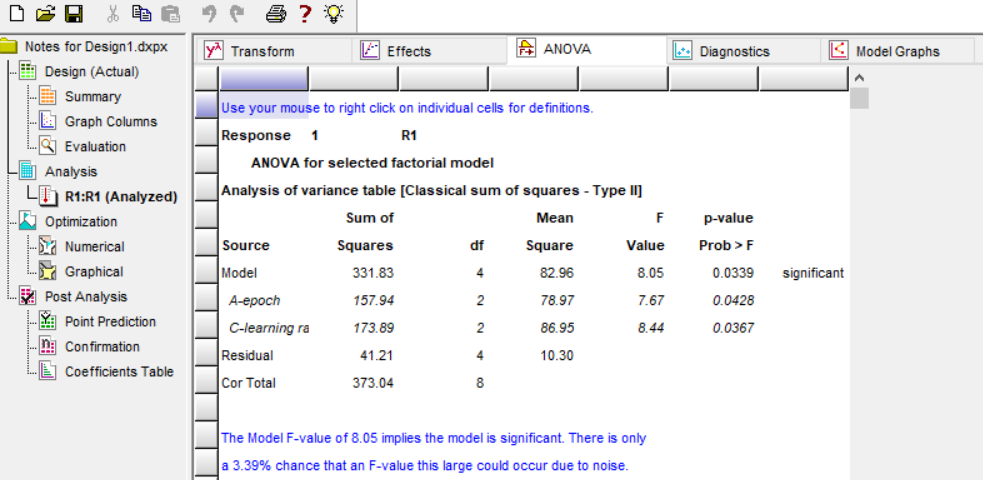 Notes for Design1.dxpx
Design (Actual)
Summary
Graph Columns
Evaluation
Analysis
R1:R1 (Analyzed)
Optimization
Numerical
Graphical
Post Analysis
Point Prediction
Confirmation
Coefficients Table
Transform Effects ANOVA Diagnostics Model Graphs
Use your mouse to right click on individual cells for definitions.
Response 1 R1
ANOVA for selected factorial model
Analysis of variance table [Classical sum of squares - Type II]
Sum of Mean F p-value
Source Squares df Square Value Prob > F
Model 331.83 4 82.96 8.05 0.0339 significant
A-epoch 157.94 2 78.97 7.67 0.0428
C-learning ra 173.89 2 86.95 8.44 0.0367
Residual 41.21 4 10.30
Cor Total 373.04 8
The Model F-value of 8.05 implies the model is significant. There is only
a 3.39% chance that an F-value this large could occur due to noise.